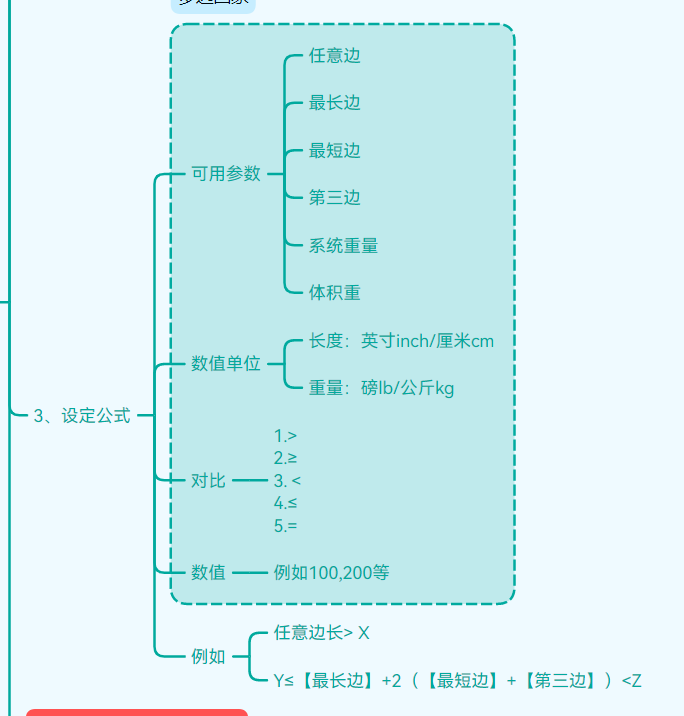 任意边
最长边
最短边
可用参数
第三边
系统重量
体积重
长度：英寸inch/厘米cm
数值单位
重量：磅lb/公斤kg
3、设定公式
1.>
2.≥
对比
3. <
4.≤
5.=
数值
例如100,200等
任意边长> X
例如
Y≤【最长边】+2（【最短边】+【第三边】）<Z